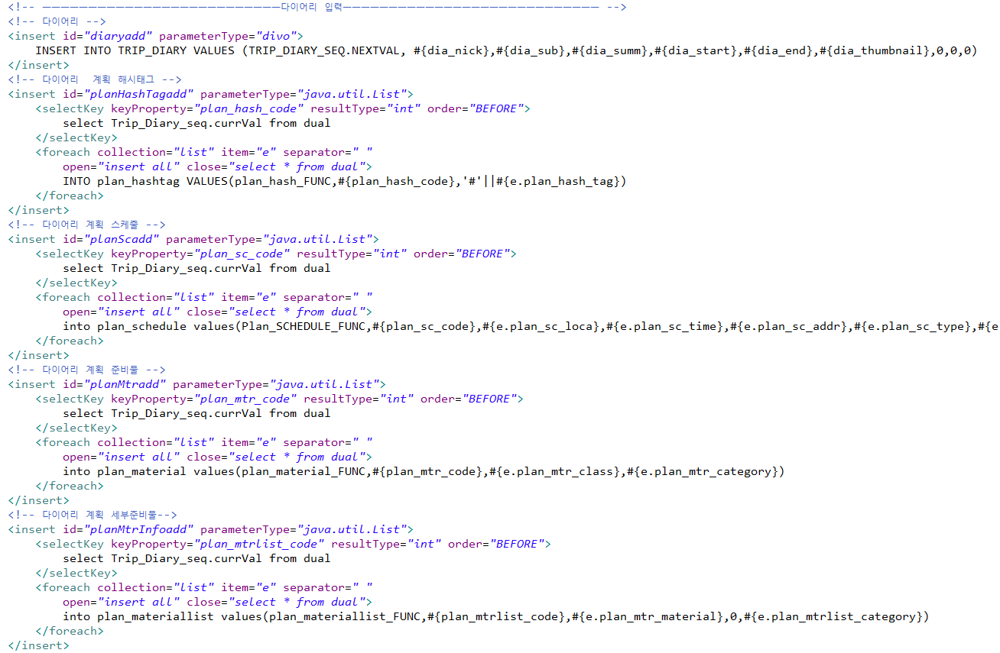 <!-- ——————————————————————————다이어리 입력———————————————————————————— -->
<!-- 다이어리 -->
<insert id="diaryadd" parameterType="divo">
INSERT INTO TRIP_DIARY VALUES (TRIP_DIARY_SEQ.NEXTVAL, #{dia_nick},#{dia_sub},#{dia_summ},#{dia_start},#{dia_end},#{dia_thumbnail},0,0,0)
</insert>
<!-- 다이어리  계획 해시태그 -->
<insert id="planHashTagadd" parameterType="java.util.List">
<selectKey keyProperty="plan_hash_code" resultType="int" order="BEFORE">
select Trip_Diary_seq.currVal from dual
</selectKey>
<foreach collection="list" item="e" separator=" "
open="insert all" close="select * from dual">
INTO plan_hashtag VALUES(plan_hash_FUNC,#{plan_hash_code},'#'||#{e.plan_hash_tag})
</foreach>
</insert>
<!-- 다이어리 계획 스케줄 -->
<insert id="planScadd" parameterType="java.util.List">
<selectKey keyProperty="plan_sc_code" resultType="int" order="BEFORE">
select Trip_Diary_seq.currVal from dual
</selectKey>
<foreach collection="list" item="e" separator=" "
open="insert all" close="select * from dual">
into plan_schedule values(Plan_SCHEDULE_FUNC,#{plan_sc_code},#{e.plan_sc_loca},#{e.plan_sc_time},#{e.plan_sc_addr},#{e.plan_sc_type},#{e
</foreach>
</insert>
<!-- 다이어리 계획 준비물 -->
<insert id="planMtradd" parameterType="java.util.List">
<selectKey keyProperty="plan_mtr_code" resultType="int" order="BEFORE">
select Trip_Diary_seq.currVal from dual
</selectKey>
<foreach collection="list" item="e" separator=" "
open="insert all" close="select * from dual">
into plan_material values(plan_material_FUNC,#{plan_mtr_code},#{e.plan_mtr_class},#{e.plan_mtr_category})
</foreach>
</insert>
<!-- 다이어리 계획 세부준비물-->
<insert id="planMtrInfoadd" parameterType="java.util.List">
<selectKey keyProperty="plan_mtrlist_code" resultType="int" order="BEFORE">
select Trip_Diary_seq.currVal from dual
</selectKey>
<foreach collection="list" item="e" separator=" "
open="insert all" close="select * from dual">
into plan_materiallist values(plan_materiallist_FUNC,#{plan_mtrlist_code},#{e.plan_mtr_material},0,#{e.plan_mtrlist_category})
</foreach>
</insert>